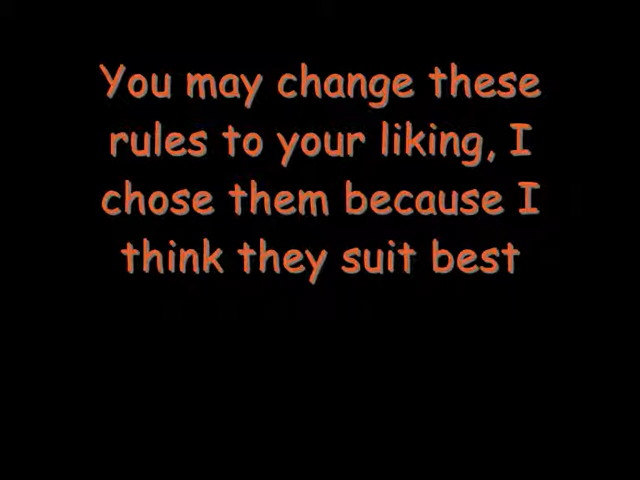 You may change these
rules to your liking, I
chose them because I
think they suit best